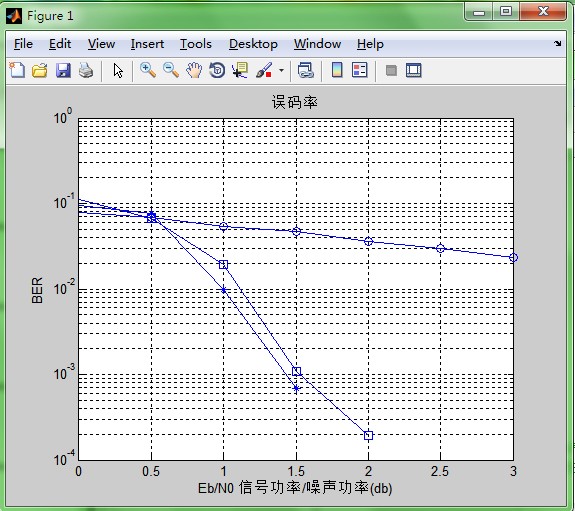 Figure 1
File Edit View Insert Tools Desktop Window Help
误码率
10^0
10^-1
10^-2
10^-3
10^-4
BER
0 0.5 1 1.5 2 2.5 3
Eb/N0 信号功率/噪声功率(db)